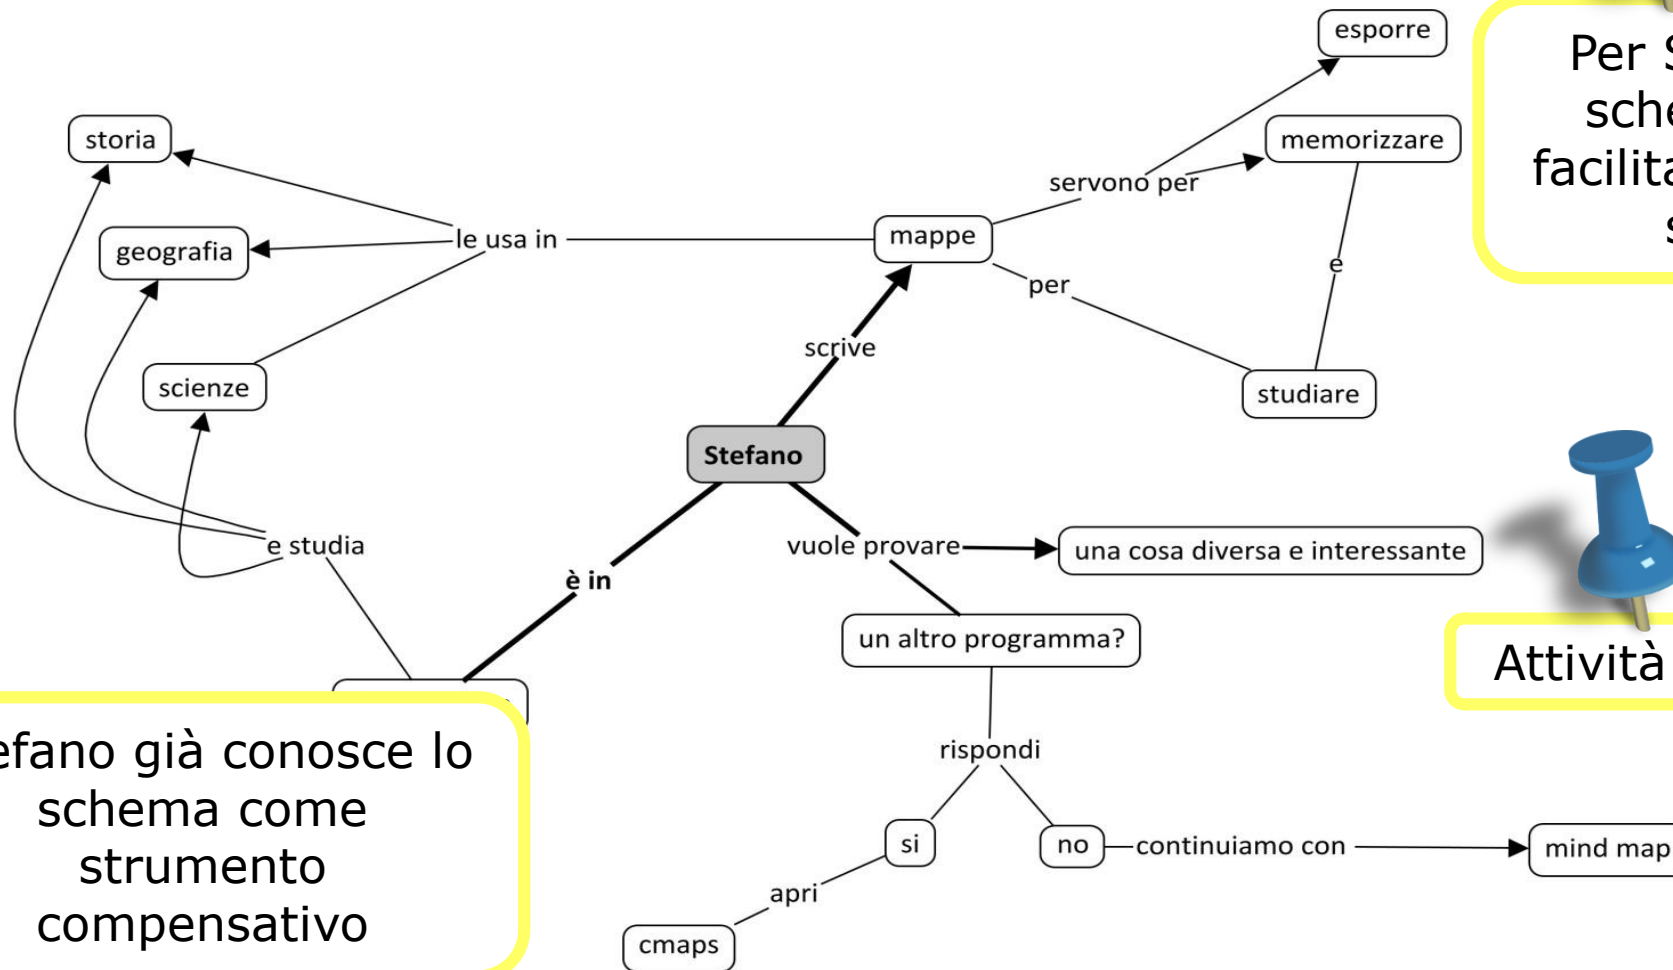 esporre
Per
sche
storia
memorizzare
facilita
servono per
geografia
le usa in
mappe
e
per
scrive
scienze
studiare
Stefano
e studia
vuole provare
una cosa diversa e interessante
è in
un altro programma?
Attività
efano già conosce lo
schema come
strumento
compensativo
rispondi
si
no
continuiamo con
mind map
apri
cmaps